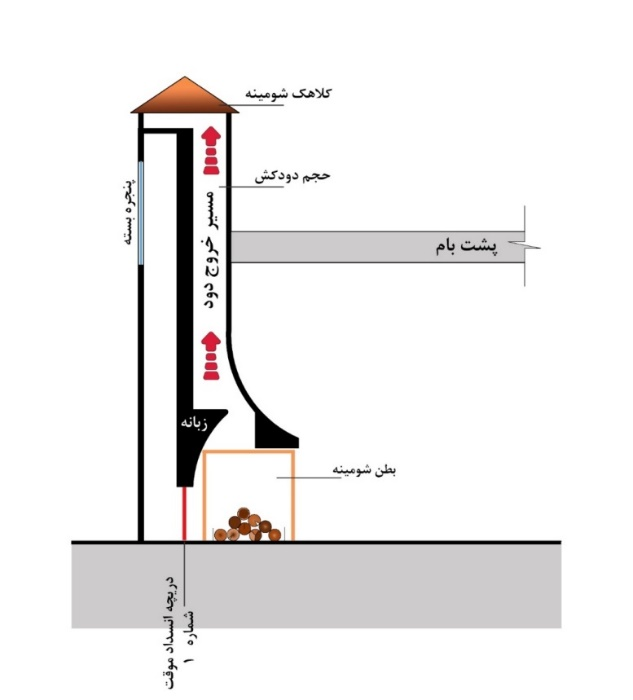 کلاهک شومینه
حجم دودکش
پنجره بسته
مسیر خروج دود
پشت بام
زبانه
بطن شومینه
دریچه انسداد موقت
شماره ۱